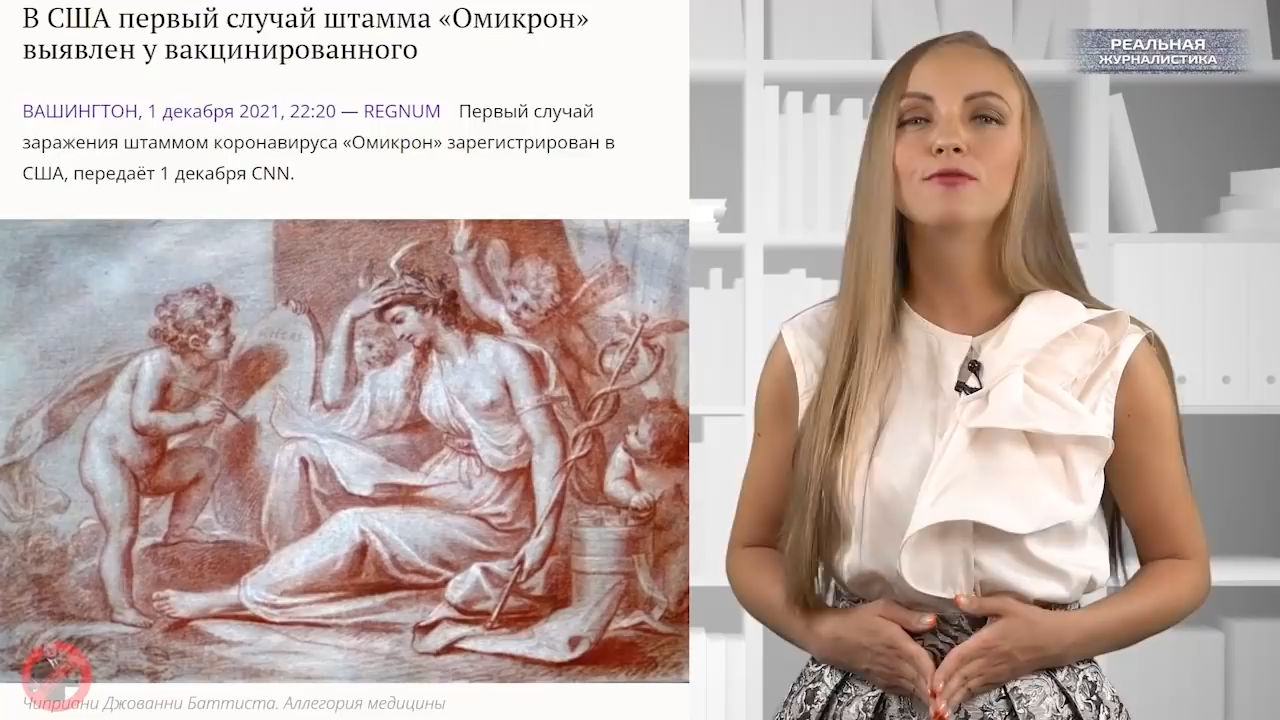 В США первый случай штамма «Омикрон»
выявлен у вакцинированного
ВАШИНГТОН, 1 декабря 2021, 22:20 — REGNUM Первый случай
заражения штаммом коронавируса «Омикрон» зарегистрирован в
США, передаёт 1 декабря CNN.
Чиприани Джованни Баттиста. Аллегория медицины
РЕАЛЬНАЯ
ЖУРНАЛИСТИКА